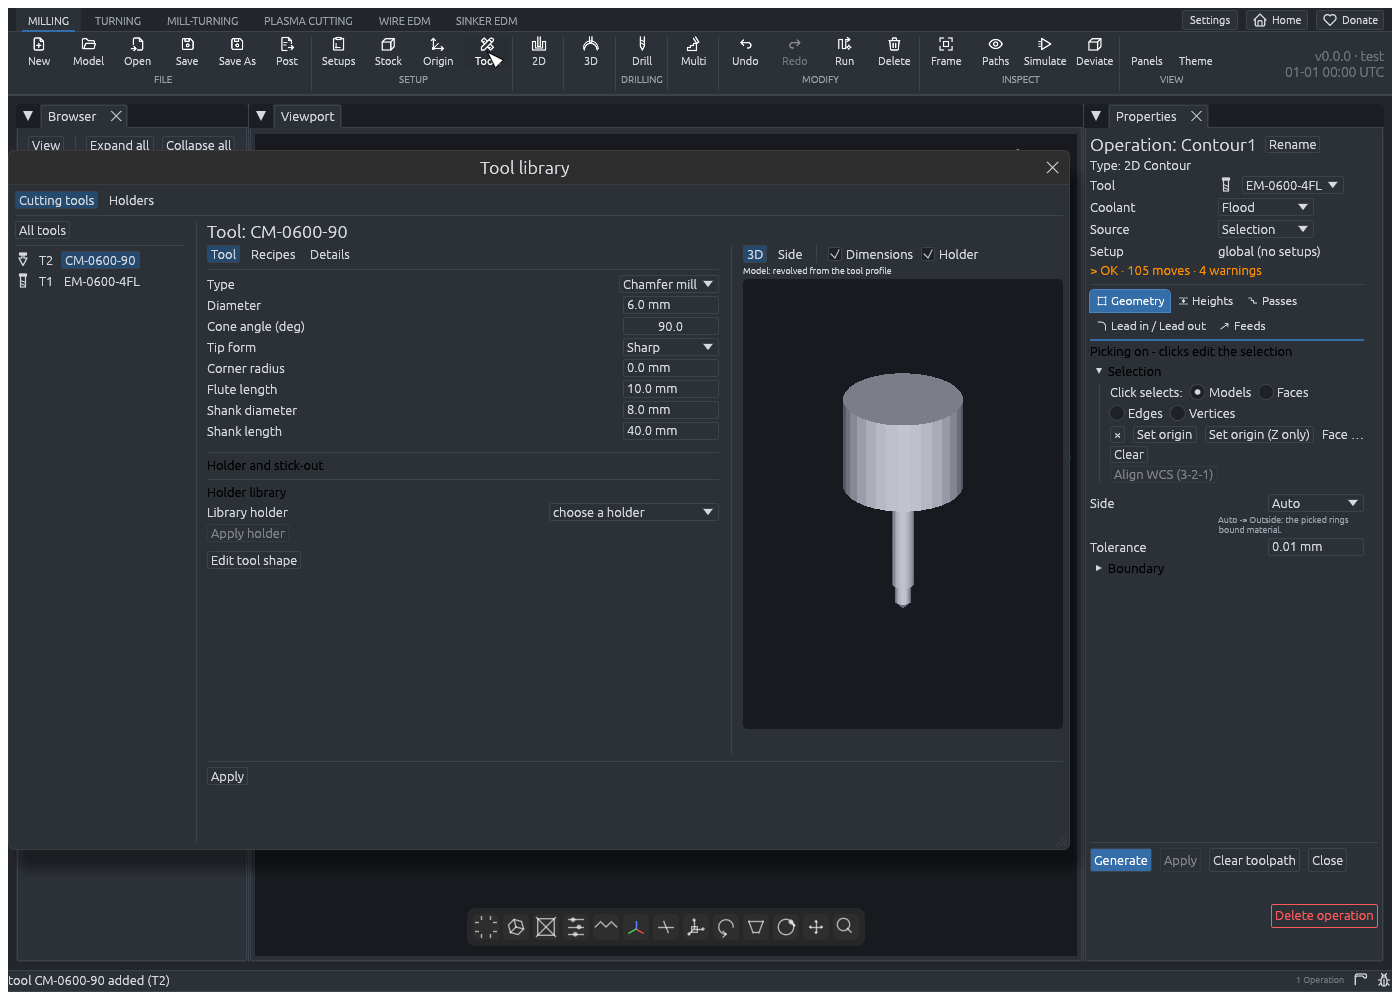 MILLING TURNING MILL-TURNING PLASMA CUTTING WIRE EDM SINKER EDM Settings Home Donate
New Model Open Save Save As Post Setups Stock Origin 2D 3D Drill Multi Undo Redo Run Delete Frame Paths Simulate Deviate Panels Theme
FILE SETUP DRILLING MODIFY INSPECT VIEW
v0.0.0 · test
01-01 00:00 UTC
Browser Viewport Properties
View Expand all Collapse all
Tool library
Cutting tools Holders
All tools
T2 CM-0600-90
T1 EM-0600-4FL
Tool: CM-0600-90
Tool Recipes Details
Type Chamfer mill
Diameter 6.0 mm
Cone angle (deg) 90.0
Tip form Sharp
Corner radius 0.0 mm
Flute length 10.0 mm
Shank diameter 8.0 mm
Shank length 40.0 mm
Holder and stick-out
Holder library
Library holder choose a holder
Apply holder
Edit tool shape
Apply
3D Side Dimensions Holder
Model: revolved from the tool profile
Operation: Contour1 Rename
Type: 2D Contour
Tool EM-0600-4FL
Coolant Flood
Source Selection
Setup global (no setups)
> OK · 105 moves · 4 warnings
Geometry Heights Passes
Lead in / Lead out Feeds
Picking on - clicks edit the selection
Selection
Click selects: Models Faces
Edges Vertices
× Set origin Set origin (Z only) Face ...
Clear
Align WCS (3-2-1)
Side Auto
Auto -> Outside: the picked rings
bound material.
Tolerance 0.01 mm
Boundary
Generate Apply Clear toolpath Close
Delete operation
tool CM-0600-90 added (T2) 1 Operation